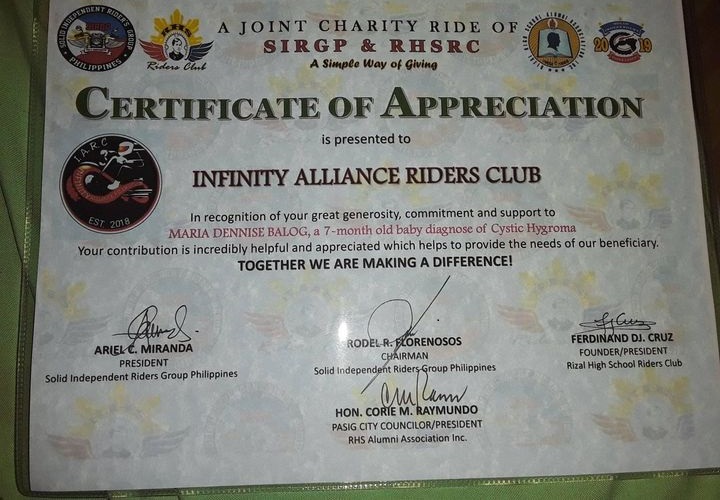 SOLID INDEPENDENT RIDERS GROUP
SIRGP
PHILIPPINES
RHS
Riders Club
A JOINT CHARITY RIDE OF
SIRGP & RHSRC
A Simple Way of Giving
2019
CERTIFICATE OF APPRECIATION
is presented to
I.A.R.C
EST 2018
INFINITY ALLIANCE RIDERS CLUB
In recognition of your great generosity, commitment and support to
MARIA DENNISE BALOG, a 7-month old baby diagnose of Cystic Hygroma
Your contribution is incredibly helpful and appreciated which helps to provide the needs of our beneficiary.
TOGETHER WE ARE MAKING A DIFFERENCE!
ARIEL C. MIRANDA
PRESIDENT
Solid Independent Riders Group Philippines
RODEL R. FLORENOSOS
CHAIRMAN
Solid Independent Riders Group Philippines
FERDINAND DJ. CRUZ
FOUNDER/PRESIDENT
Rizal High School Riders Club
HON. CORIE M. RAYMUNDO
PASIG CITY COUNCILOR/PRESIDENT
RHS Alumni Association Inc.